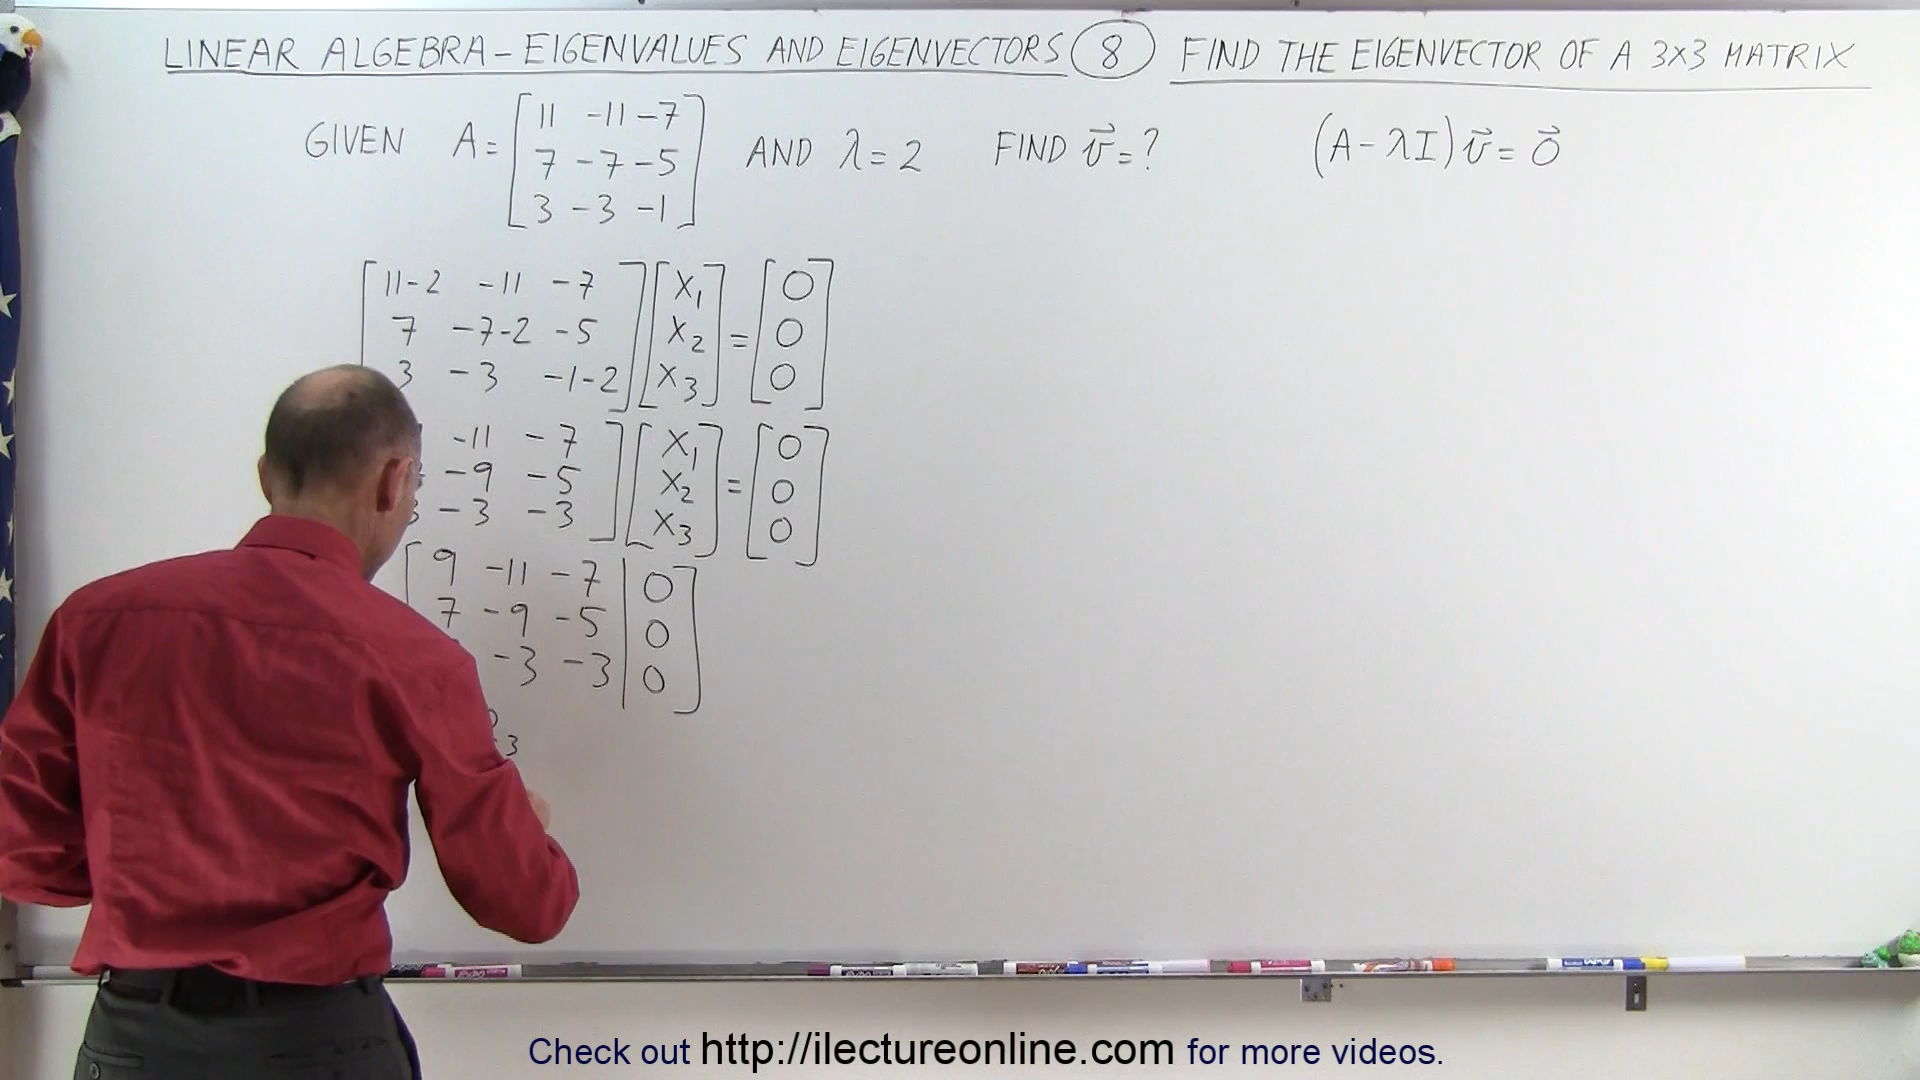 LINEAR ALGEBRA - EIGENVALUES AND EIGENVECTORS 8 FIND THE EIGENVECTOR OF A 3X3 MATRIX
GIVEN A = [ 11 -11 -7
7 -7 -5
3 -3 -1 ] AND λ = 2 FIND v⃗ = ? (A - λI) v⃗ = 0⃗
[ 11-2 -11 -7 ] [ x₁ ] [ 0 ]
7 -7-2 -5 x₂ = 0
3 -3 -1-2 x₃ 0
-11 -7 ] [ x₁ ] [ 0 ]
-9 -5 x₂ = 0
3 -3 -3 x₃ 0
[ 9 -11 -7 | 0 ]
7 -9 -5 | 0
-3 -3 | 0
3
Check out http://ilectureonline.com for more videos.